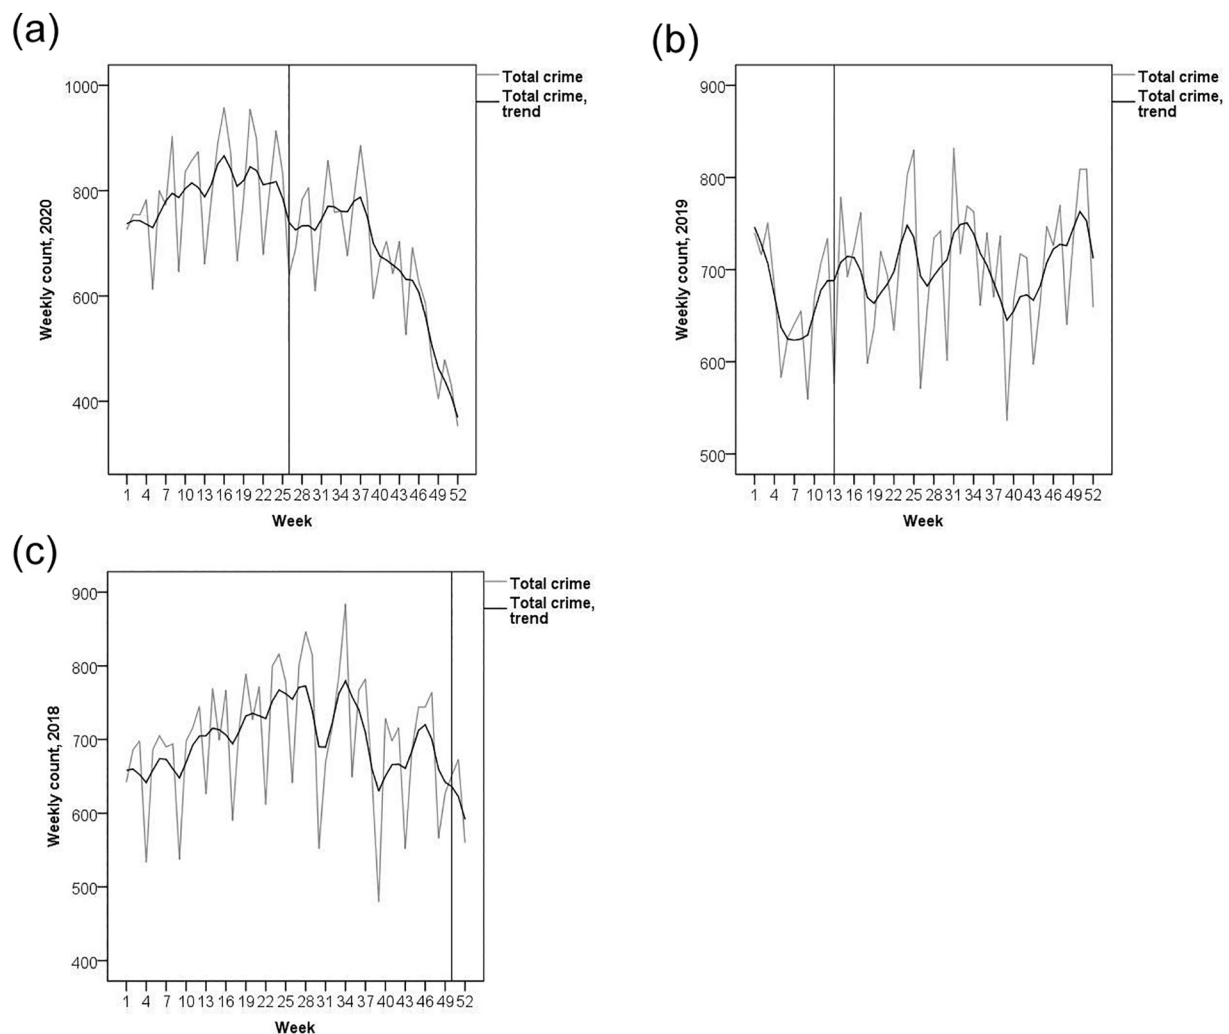 (a)
Total crime
Total crime,
trend
1000
800
600
400
Weekly count, 2020
1 4 7 10 13 16 19 22 25 28 31 34 37 40 43 46 49 52
Week
(b)
Total crime
Total crime,
trend
900
800
700
600
500
Weekly count, 2019
1 4 7 10 13 16 19 22 25 28 31 34 37 40 43 46 49 52
Week
(c)
Total crime
Total crime,
trend
900
800
700
600
500
400
Weekly count, 2018
1 4 7 10 13 16 19 22 25 28 31 34 37 40 43 46 49 52
Week